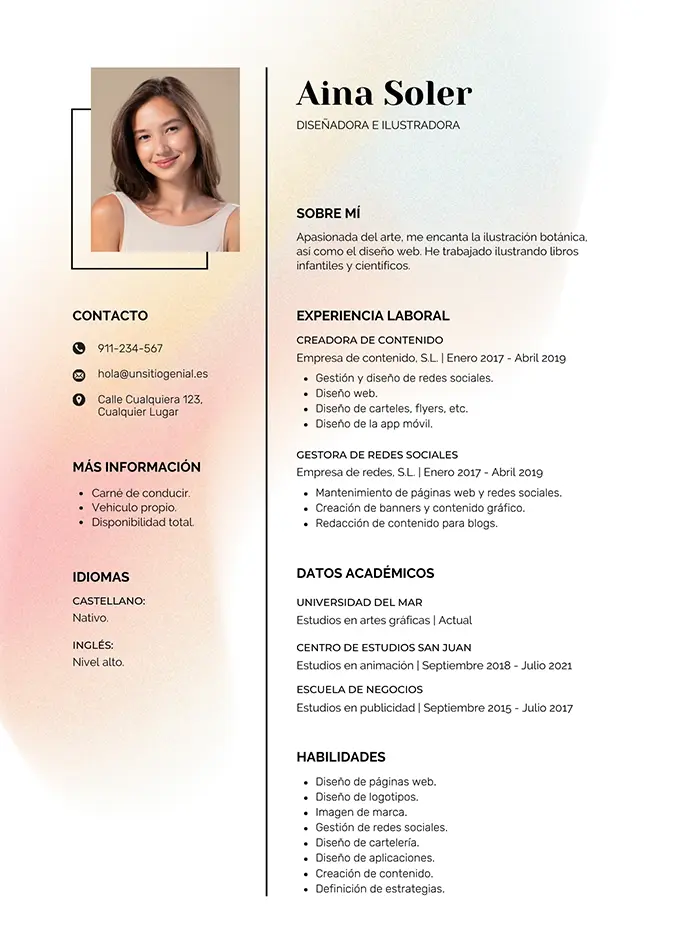 Aina Soler
DISEÑADORA E ILUSTRADORA
SOBRE MÍ
Apasionada del arte, me encanta la ilustración botánica,
así como el diseño web. He trabajado ilustrando libros
infantiles y científicos.
CONTACTO
911-234-567
hola@unsitiogenial.es
Calle Cualquiera 123,
Cualquier Lugar
MÁS INFORMACIÓN
• Carné de conducir.
• Vehiculo propio.
• Disponibilidad total.
IDIOMAS
CASTELLANO:
Nativo.
INGLÉS:
Nivel alto.
EXPERIENCIA LABORAL
CREADORA DE CONTENIDO
Empresa de contenido, S.L. | Enero 2017 - Abril 2019
• Gestión y diseño de redes sociales.
• Diseño web.
• Diseño de carteles, flyers, etc.
• Diseño de la app móvil.
GESTORA DE REDES SOCIALES
Empresa de redes, S.L. | Enero 2017 - Abril 2019
• Mantenimiento de páginas web y redes sociales.
• Creación de banners y contenido gráfico.
• Redacción de contenido para blogs.
DATOS ACADÉMICOS
UNIVERSIDAD DEL MAR
Estudios en artes gráficas | Actual
CENTRO DE ESTUDIOS SAN JUAN
Estudios en animación | Septiembre 2018 - Julio 2021
ESCUELA DE NEGOCIOS
Estudios en publicidad | Septiembre 2015 - Julio 2017
HABILIDADES
• Diseño de páginas web.
• Diseño de logotipos.
• Imagen de marca.
• Gestión de redes sociales.
• Diseño de cartelería.
• Diseño de aplicaciones.
• Creación de contenido.
• Definición de estrategias.